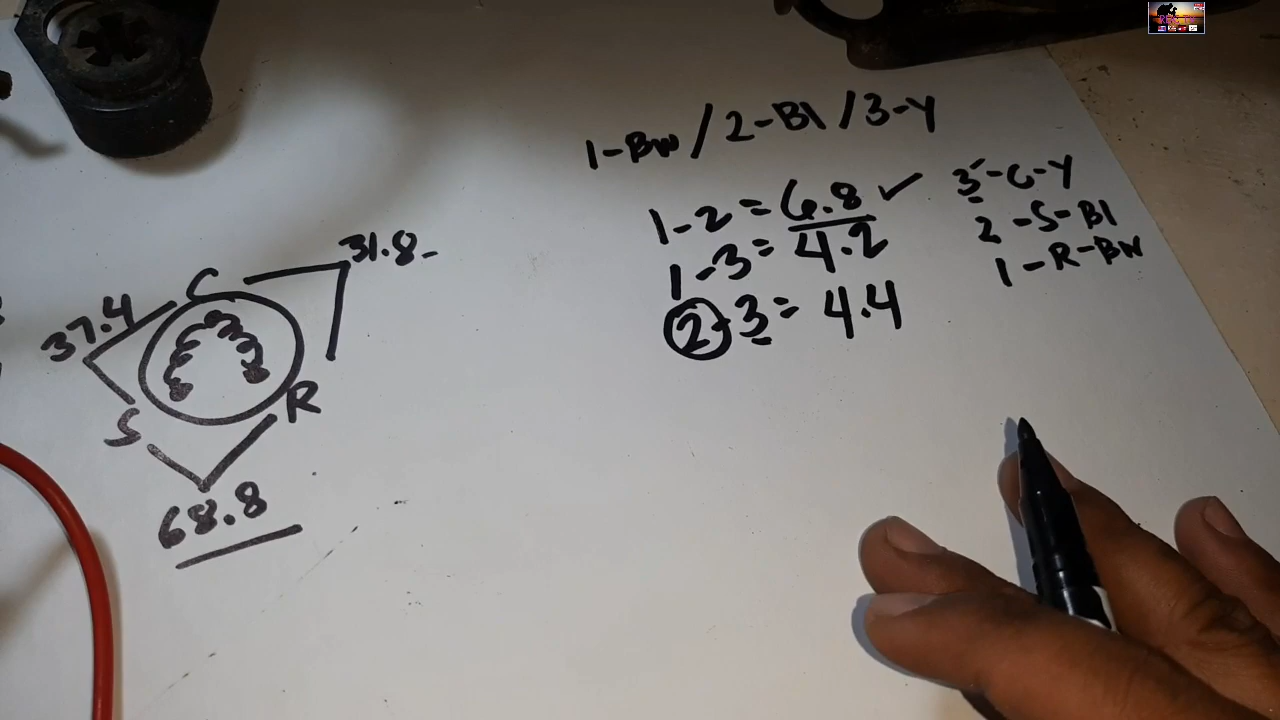 1-BW/2-Bl/3-Y
1-2=6.8✓
1-3=4.2
2-3=4.4
3-C-Y
2-S-Bl
1-R-BW
C
31.8-
37.4
S
R
68.8